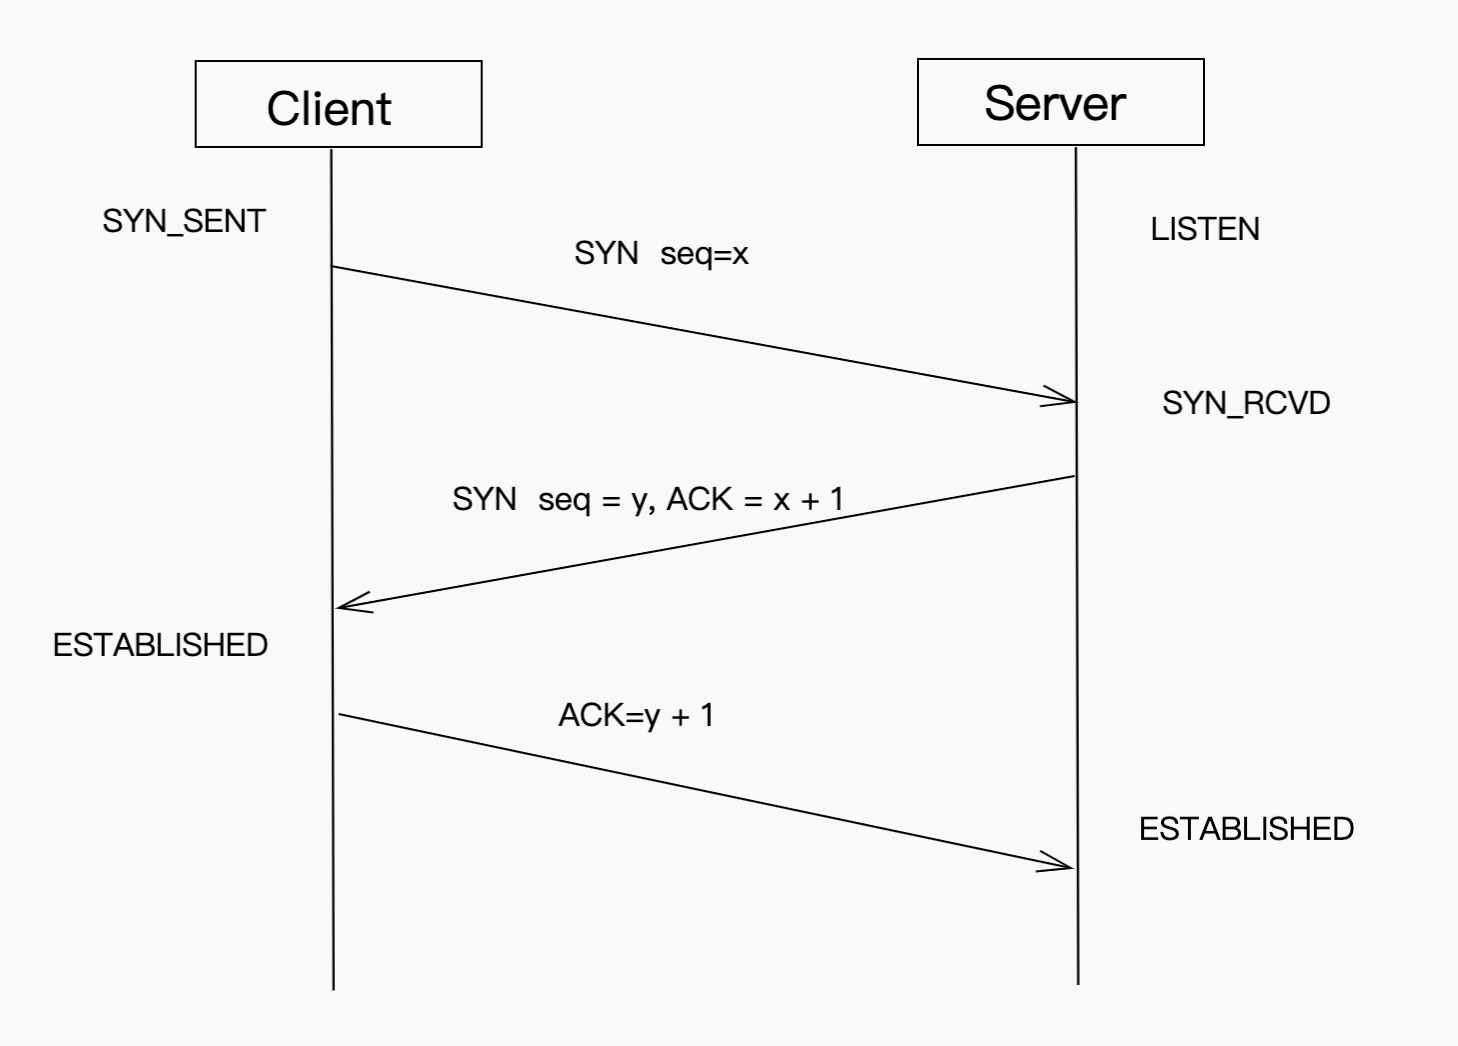 Client
Server
SYN_SENT
LISTEN
SYN  seq=x
SYN_RCVD
SYN  seq = y, ACK = x + 1
ESTABLISHED
ACK=y + 1
ESTABLISHED